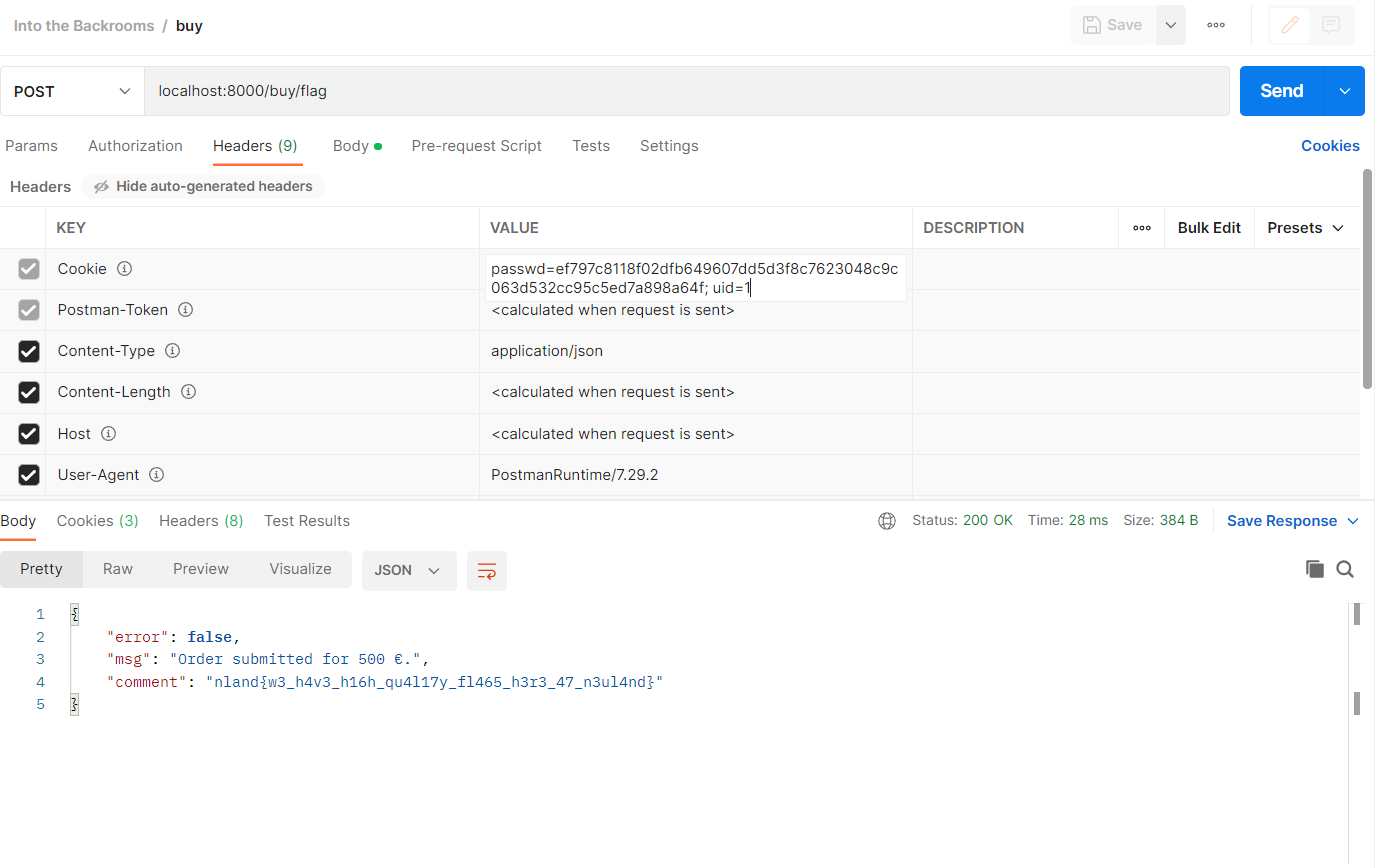 Into the Backrooms / buy
Save
POST
localhost:8000/buy/flag
Send
Params Authorization Headers (9) Body Pre-request Script Tests Settings Cookies
Headers Hide auto-generated headers
KEY VALUE DESCRIPTION Bulk Edit Presets
Cookie passwd=ef797c8118f02dfb649607dd5d3f8c7623048c9c
063d532cc95c5ed7a898a64f; uid=1
Postman-Token <calculated when request is sent>
Content-Type application/json
Content-Length <calculated when request is sent>
Host <calculated when request is sent>
User-Agent PostmanRuntime/7.29.2
Body Cookies (3) Headers (8) Test Results Status: 200 OK Time: 28 ms Size: 384 B Save Response
Pretty Raw Preview Visualize JSON
1 {
2 "error": false,
3 "msg": "Order submitted for 500 €.",
4 "comment": "nland{w3_h4v3_h16h_qu4l17y_fl465_h3r3_47_n3ul4nd}"
5 }